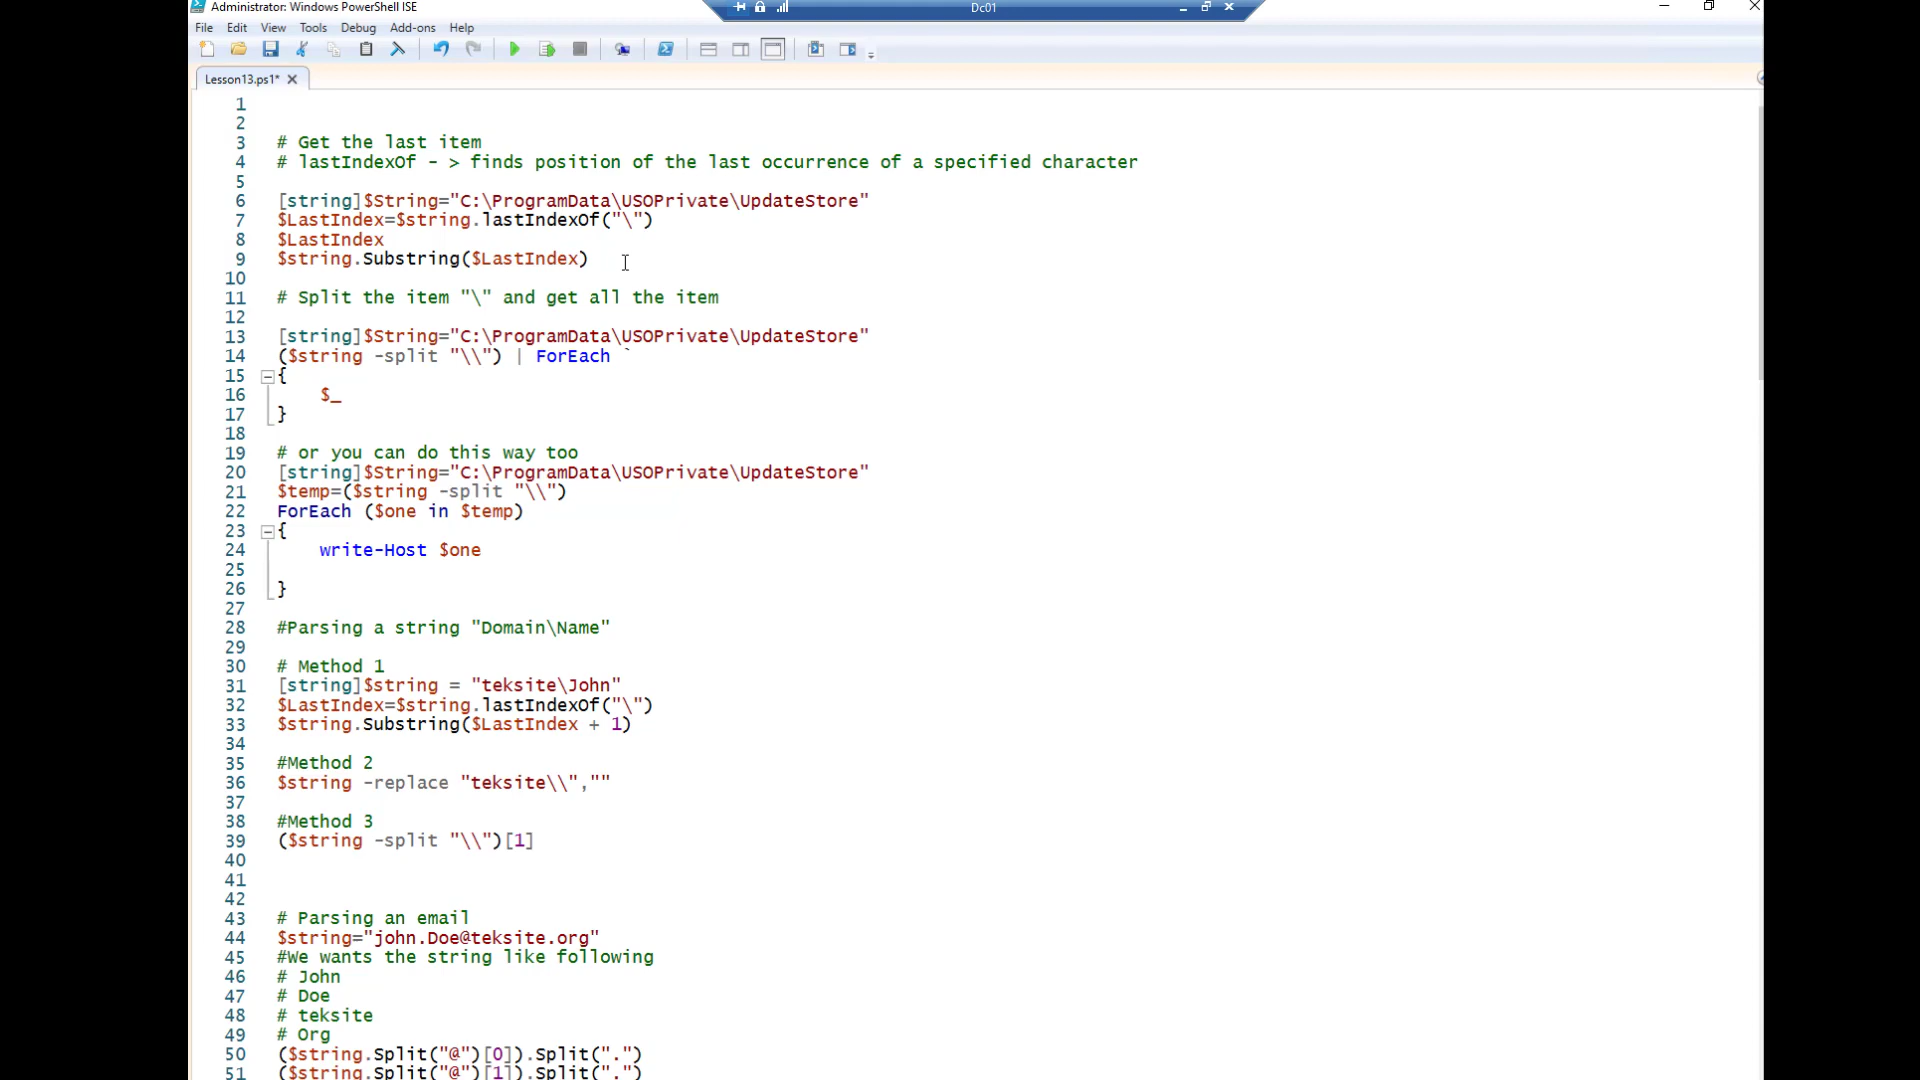 Administrator: Windows PowerShell ISE
Dc01
File Edit View Tools Debug Add-ons Help
Lesson13.ps1*
1
2
3 # Get the last item
4 # lastIndexOf - > finds position of the last occurrence of a specified character
5
6 [string]$String="C:\ProgramData\USOPrivate\UpdateStore"
7 $LastIndex=$string.lastIndexOf("\")
8 $LastIndex
9 $string.Substring($LastIndex)
10
11 # Split the item "\" and get all the item
12
13 [string]$String="C:\ProgramData\USOPrivate\UpdateStore"
14 ($string -split "\\") | ForEach `
15 {
16 $_
17 }
18
19 # or you can do this way too
20 [string]$String="C:\ProgramData\USOPrivate\UpdateStore"
21 $temp=($string -split "\\")
22 ForEach ($one in $temp)
23 {
24 write-Host $one
25
26 }
27
28 #Parsing a string "Domain\Name"
29
30 # Method 1
31 [string]$string = "teksite\John"
32 $LastIndex=$string.lastIndexOf("\")
33 $string.Substring($LastIndex + 1)
34
35 #Method 2
36 $string -replace "teksite\\",""
37
38 #Method 3
39 ($string -split "\\")[1]
40
41
42
43 # Parsing an email
44 $string="john.Doe@teksite.org"
45 #We wants the string like following
46 # John
47 # Doe
48 # teksite
49 # Org
50 ($string.Split("@")[0]).Split(".")
51 ($string.Split("@")[1]).Split(".")